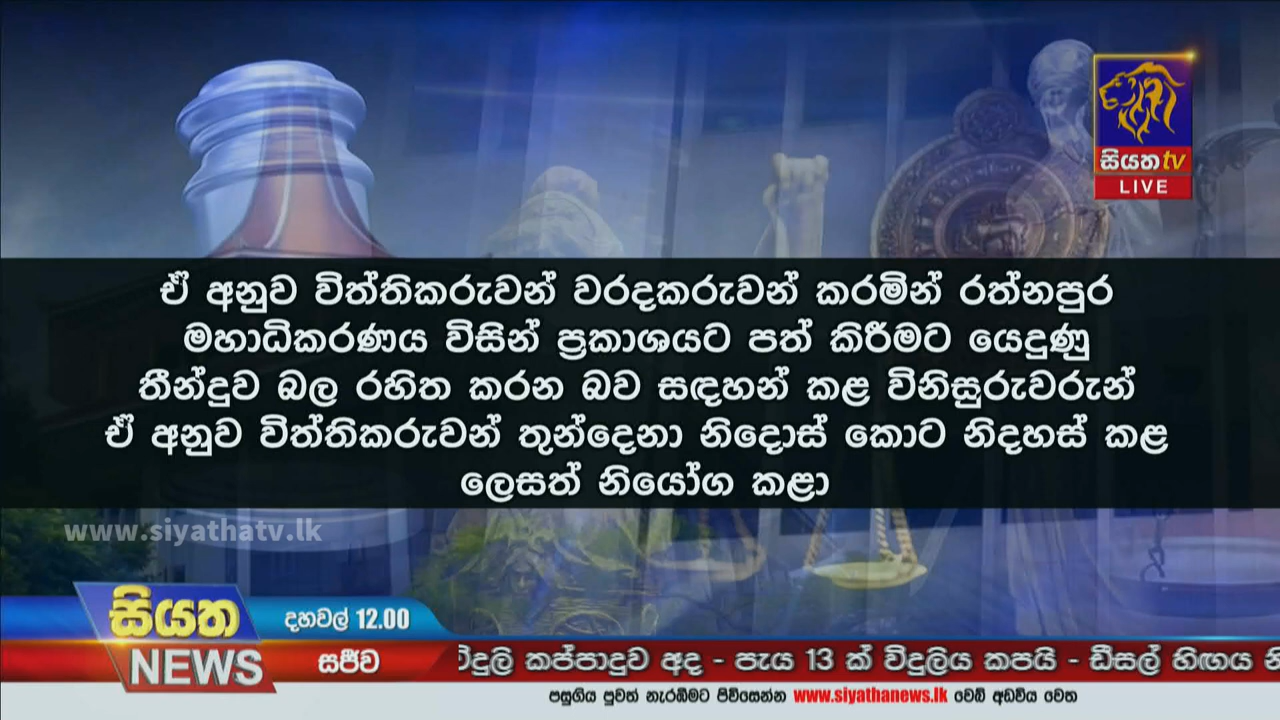 සියත tv
LIVE
ඒ අනුව විත්තිකරුවන් වරදකරුවන් කරමින් රත්නපුර
මහාධිකරණය විසින් ප්‍රකාශයට පත් කිරීමට යෙදුණු
තීන්දුව බල රහිත කරන බව සඳහන් කළ විනිසුරුවරුන්
ඒ අනුව විත්තිකරුවන් තුන්දෙනා නිදොස් කොට නිදහස් කළ
ලෙසත් නියෝග කළා
www.siyathatv.lk
සියත
NEWS
දහවල් 12.00
සජීව
විදුලි කප්පාදුව අද - පැය 13 ක් විදුලිය කපයි - ඩීසල් හිඟය
පසුගිය පුවත් නැරඹීමට පිවිසෙන්න www.siyathanews.lk වෙබ් අඩවිය වෙත